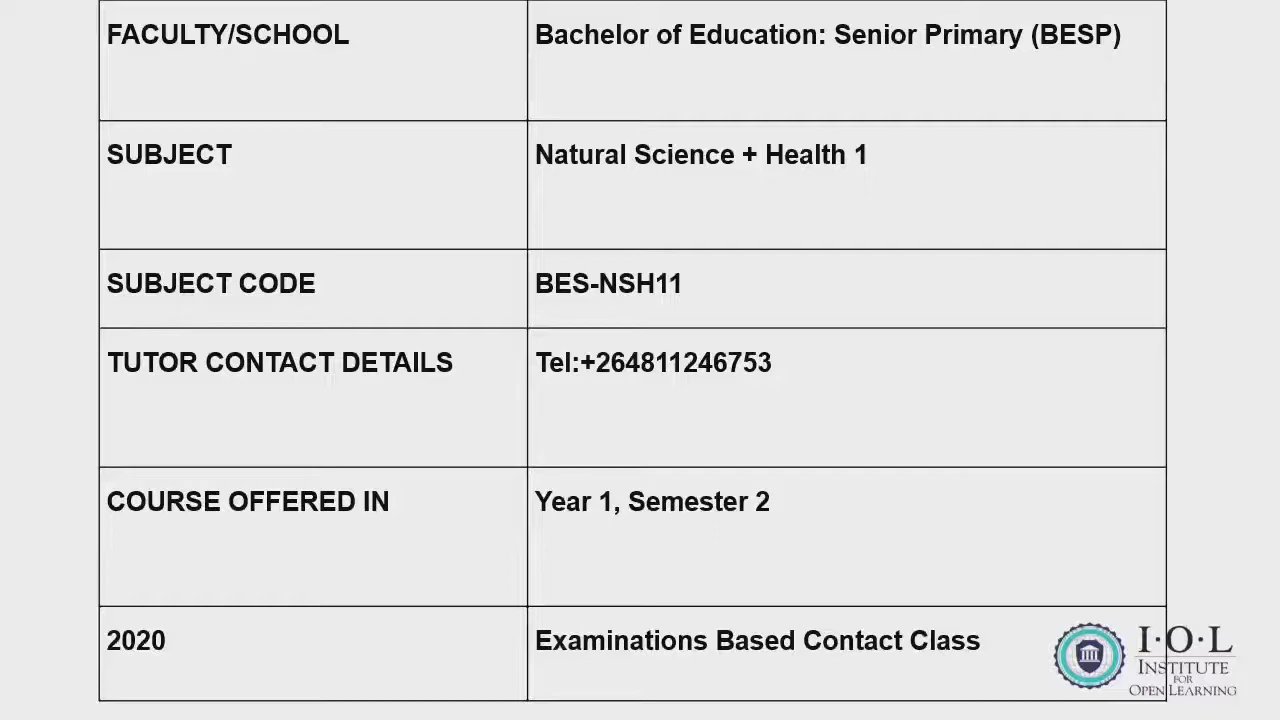 FACULTY/SCHOOL
Bachelor of Education: Senior Primary (BESP)
SUBJECT
Natural Science + Health 1
SUBJECT CODE
BES-NSH11
TUTOR CONTACT DETAILS
Tel:+264811246753
COURSE OFFERED IN
Year 1, Semester 2
2020
Examinations Based Contact Class
I·O·L
INSTITUTE
FOR
OPEN LEARNING